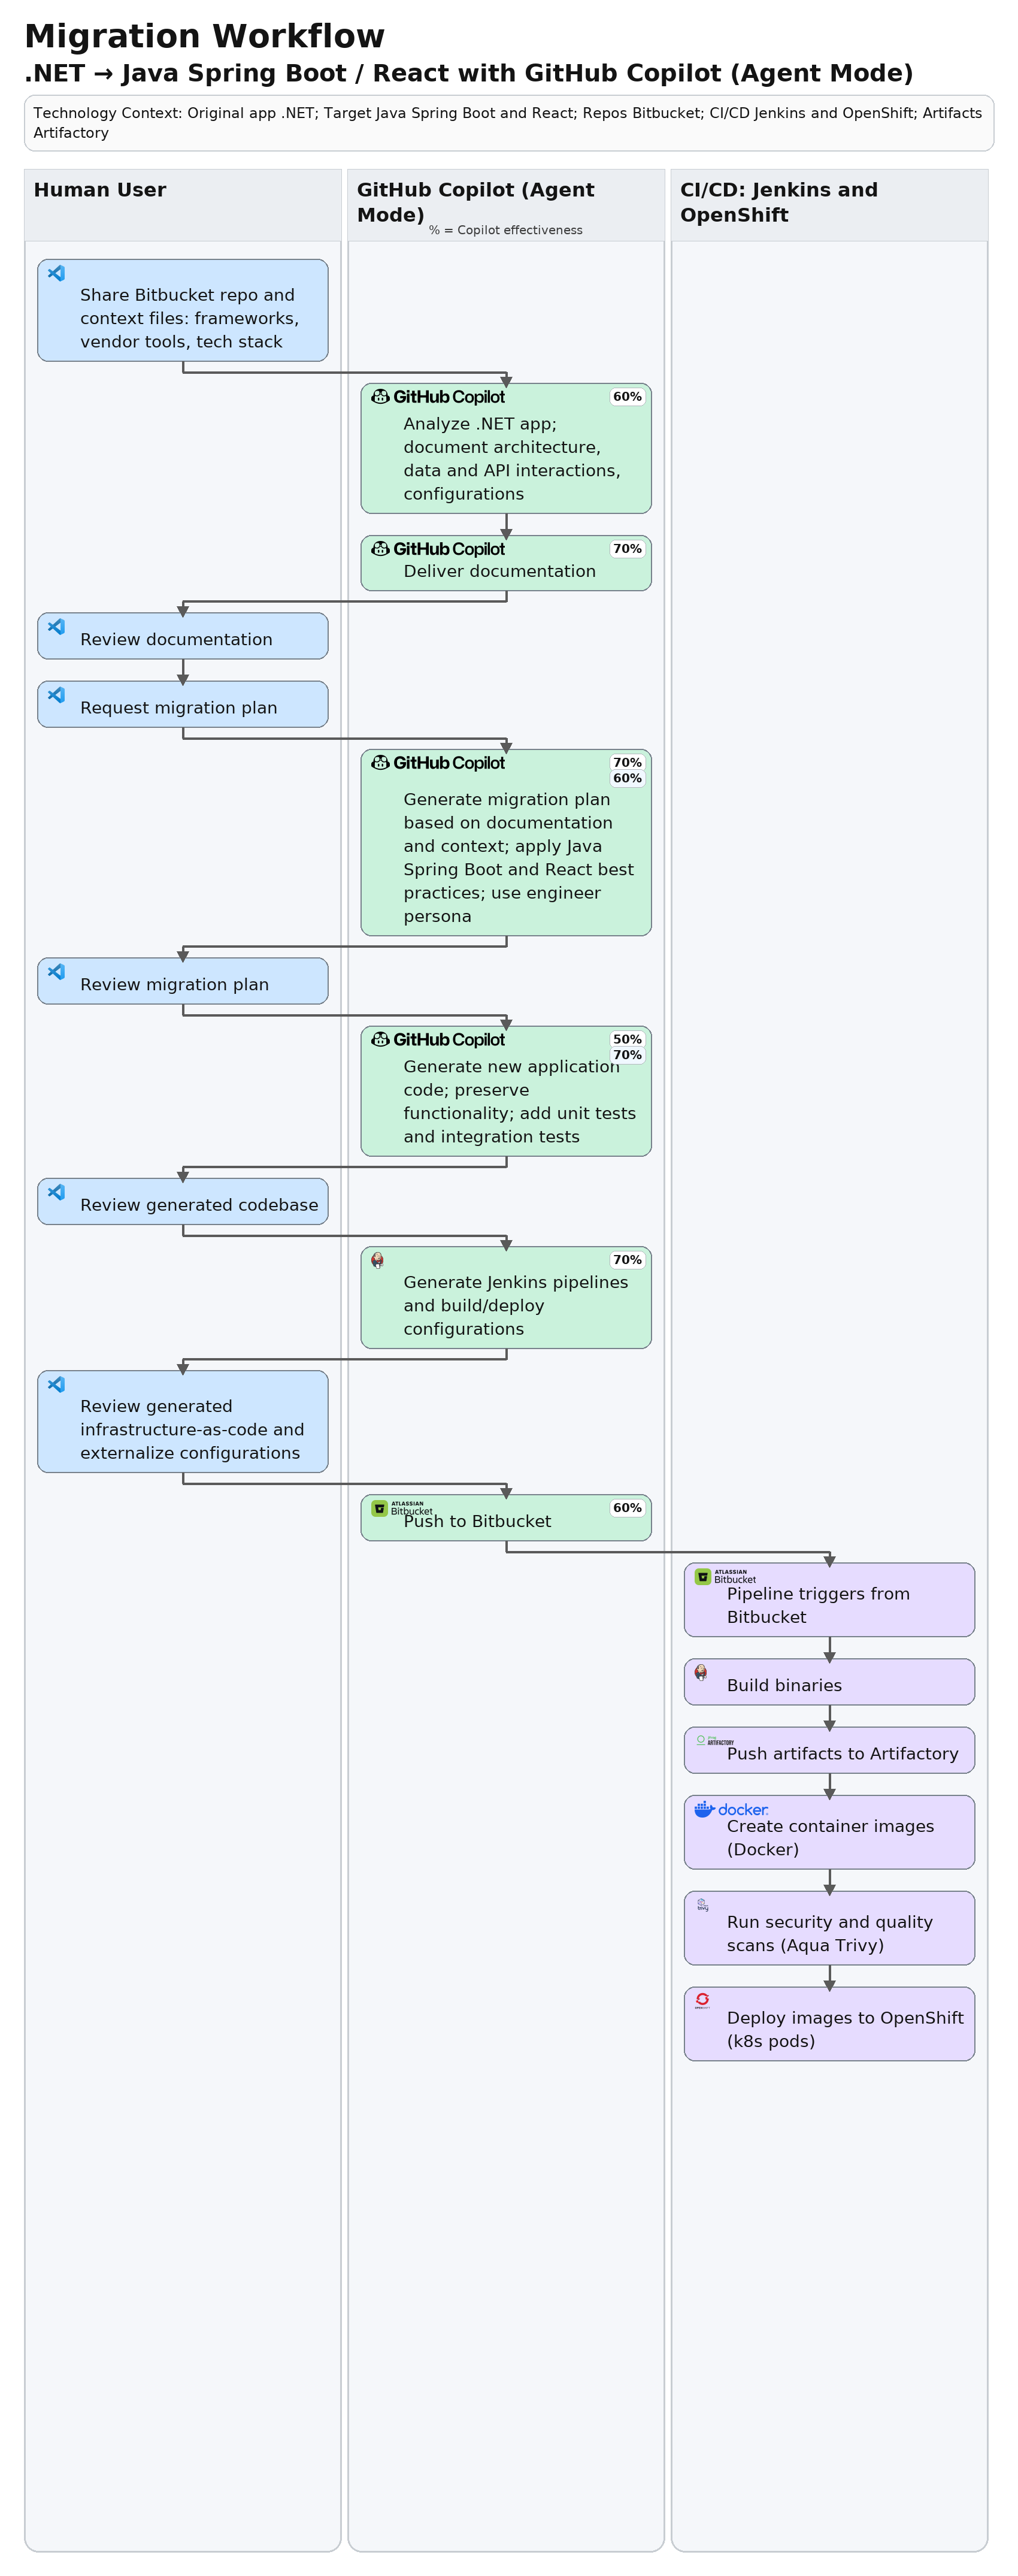 Migration Workflow
.NET → Java Spring Boot / React with GitHub Copilot (Agent Mode)
Technology Context: Original app .NET; Target Java Spring Boot and React; Repos Bitbucket; CI/CD Jenkins and OpenShift; Artifacts
Artifactory
Human User
GitHub Copilot (Agent
Mode)
% = Copilot effectiveness
CI/CD: Jenkins and
OpenShift
Share Bitbucket repo and
context files: frameworks,
vendor tools, tech stack
GitHub Copilot
60%
Analyze .NET app;
document architecture,
data and API interactions,
configurations
GitHub Copilot
70%
Deliver documentation
Review documentation
Request migration plan
GitHub Copilot
70%
60%
Generate migration plan
based on documentation
and context; apply Java
Spring Boot and React best
practices; use engineer
persona
Review migration plan
GitHub Copilot
50%
70%
Generate new application
code; preserve
functionality; add unit tests
and integration tests
Review generated codebase
70%
Generate Jenkins pipelines
and build/deploy
configurations
Review generated
infrastructure-as-code and
externalize configurations
ATLASSIAN
Bitbucket
60%
Push to Bitbucket
ATLASSIAN
Bitbucket
Pipeline triggers from
Bitbucket
Build binaries
ARTIFACTORY
Push artifacts to Artifactory
docker
Create container images
(Docker)
trivy
Run security and quality
scans (Aqua Trivy)
Deploy images to OpenShift
(k8s pods)